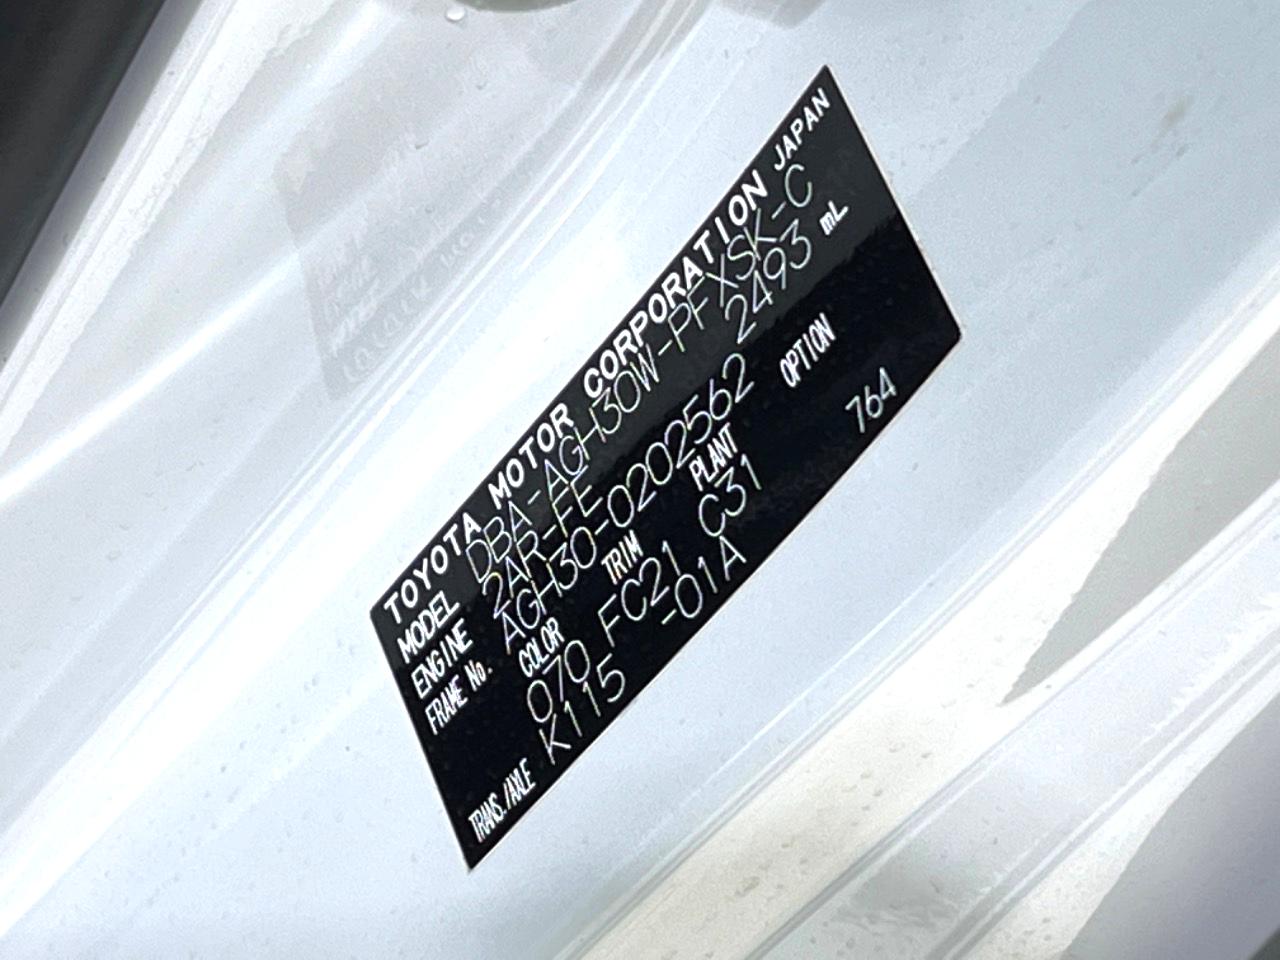 TOYOTA MOTOR CORPORATION JAPAN
MODEL DBA-AGH30W-PFXSK-C
ENGINE 2AR-FE 2493 mL
FRAME No. AGH30-0202562
COLOR TRIM PLANT OPTION
070 FC21 C31 764
TRANS./AXLE K115 -01A